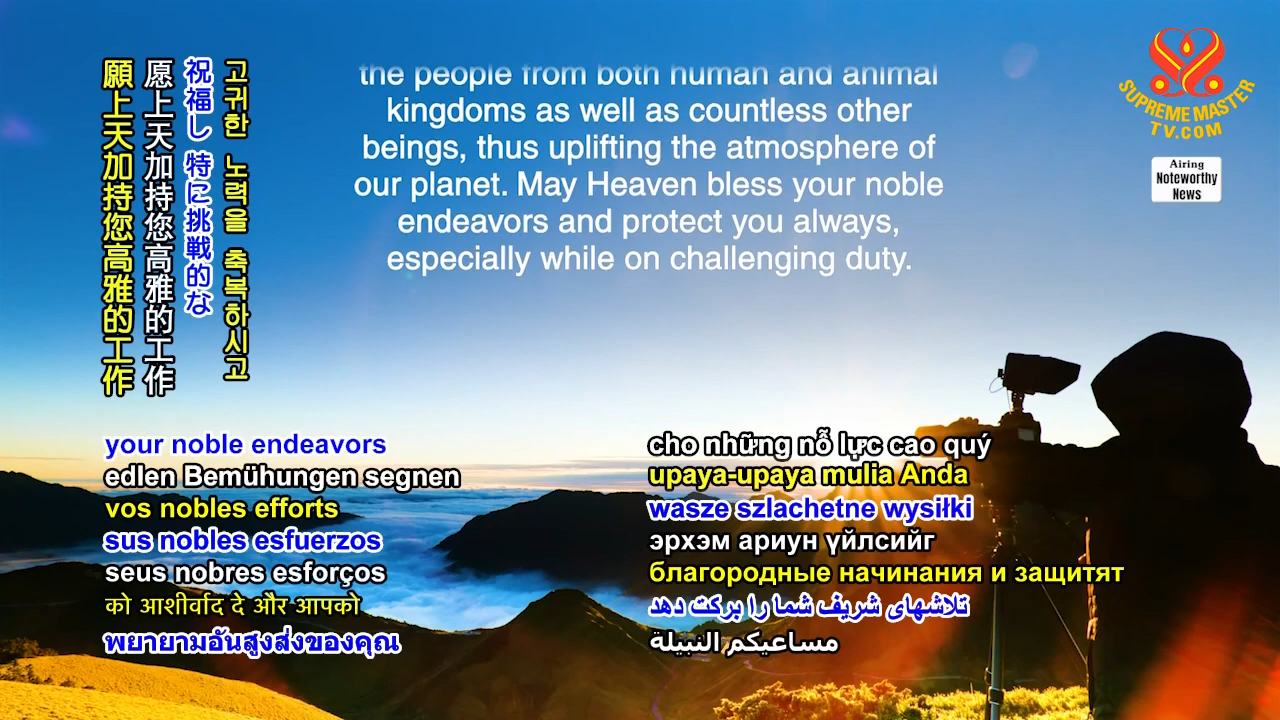 the people from both human and animal
kingdoms as well as countless other
beings, thus uplifting the atmosphere of
our planet. May Heaven bless your noble
endeavors and protect you always,
especially while on challenging duty.
SUPREME MASTER
TV.COM
Airing
Noteworthy
News
고귀한 노력을 축복하시고
祝福し 特に挑戦的な
愿上天加持您高雅的工作
願上天加持您高雅的工作
your noble endeavors
edlen Bemühungen segnen
vos nobles efforts
sus nobles esfuerzos
seus nobres esforços
को आशीर्वाद दे और आपको
พยายามอันสูงส่งของคุณ
cho những nỗ lực cao quý
upaya-upaya mulia Anda
wasze szlachetne wysiłki
эрхэм ариун үйлсийг
благородные начинания и защитят
تلاشهای شریف شما را برکت دهد
مساعيكم النبيلة